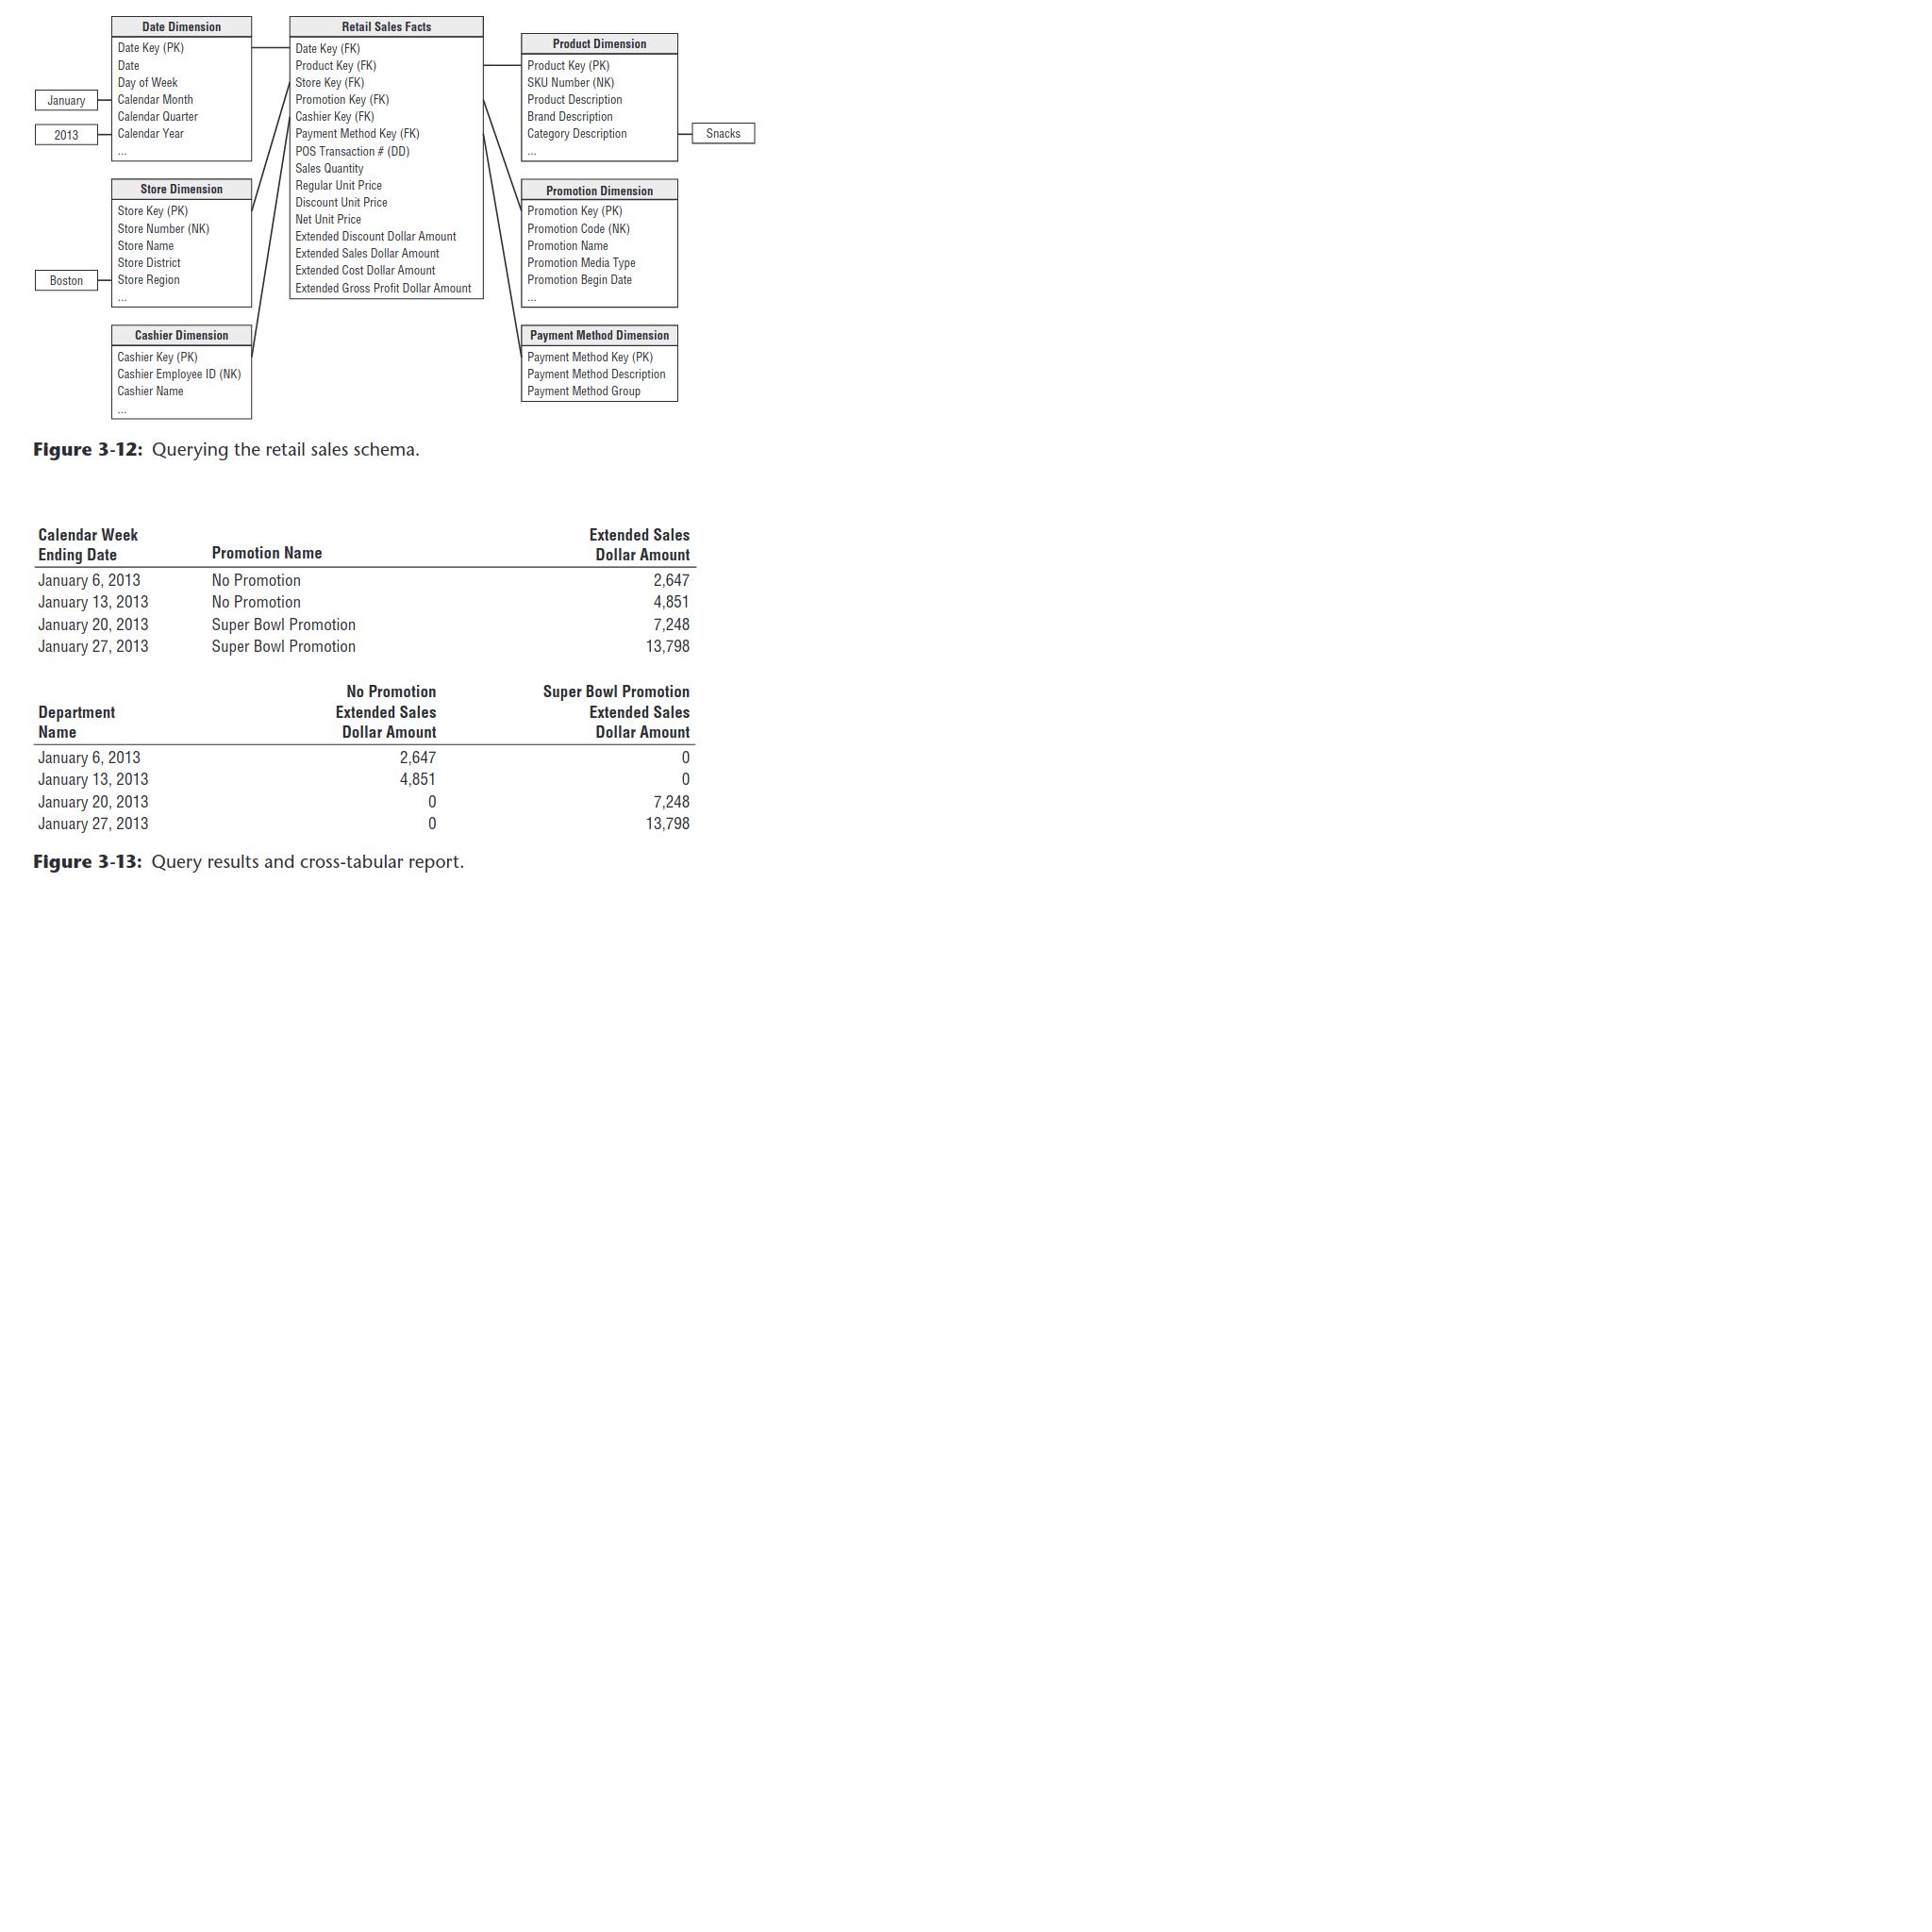 Date Dimension
Date Key (PK)
Date
Day of Week
Calendar Month
Calendar Quarter
Calendar Year
...
January
2013
Store Dimension
Store Key (PK)
Store Number (NK)
Store Name
Store District
Store Region
...
Boston
Cashier Dimension
Cashier Key (PK)
Cashier Employee ID (NK)
Cashier Name
...
Retail Sales Facts
Date Key (FK)
Product Key (FK)
Store Key (FK)
Promotion Key (FK)
Cashier Key (FK)
Payment Method Key (FK)
POS Transaction # (DD)
Sales Quantity
Regular Unit Price
Discount Unit Price
Net Unit Price
Extended Discount Dollar Amount
Extended Sales Dollar Amount
Extended Cost Dollar Amount
Extended Gross Profit Dollar Amount
Product Dimension
Product Key (PK)
SKU Number (NK)
Product Description
Brand Description
Category Description
...
Snacks
Promotion Dimension
Promotion Key (PK)
Promotion Code (NK)
Promotion Name
Promotion Media Type
Promotion Begin Date
...
Payment Method Dimension
Payment Method Key (PK)
Payment Method Description
Payment Method Group
Figure 3-12: Querying the retail sales schema.
Calendar Week Extended Sales
Ending Date Promotion Name Dollar Amount
January 6, 2013 No Promotion 2,647
January 13, 2013 No Promotion 4,851
January 20, 2013 Super Bowl Promotion 7,248
January 27, 2013 Super Bowl Promotion 13,798
No Promotion Super Bowl Promotion
Department Extended Sales Extended Sales
Name Dollar Amount Dollar Amount
January 6, 2013 2,647 0
January 13, 2013 4,851 0
January 20, 2013 0 7,248
January 27, 2013 0 13,798
Figure 3-13: Query results and cross-tabular report.